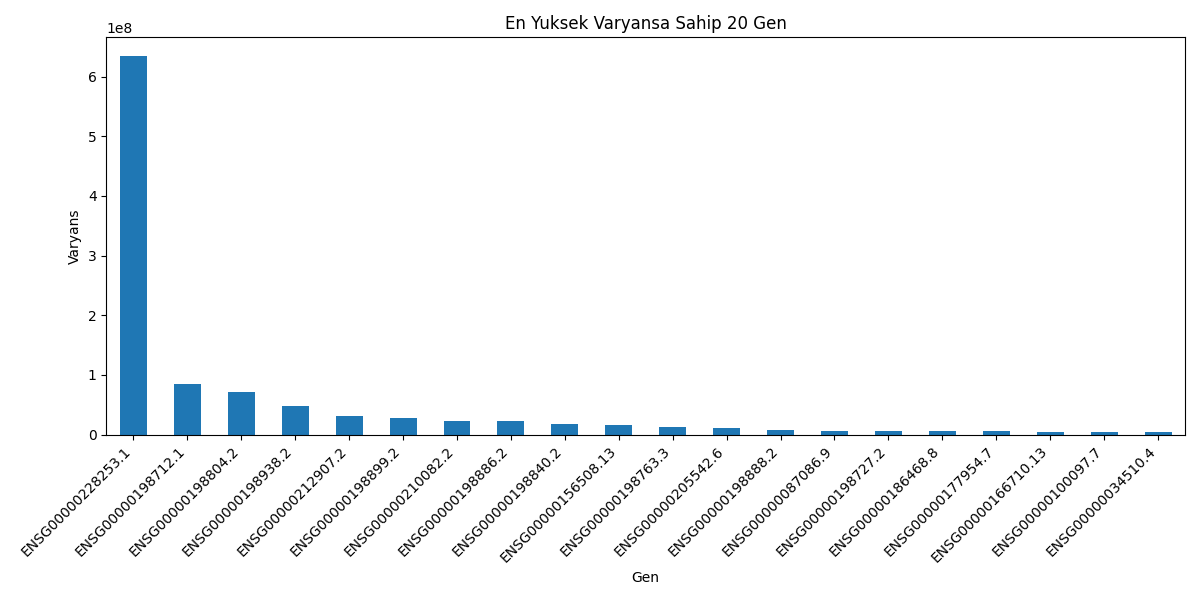 En Yuksek Varyansa Sahip 20 Gen
1e8
6
5
4
3
2
1
0
Varyans
ENSG00000228253.1
ENSG00000198712.1
ENSG00000198804.2
ENSG00000198938.2
ENSG00000212907.2
ENSG00000198899.2
ENSG00000210082.2
ENSG00000198886.2
ENSG00000198840.2
ENSG00000156508.13
ENSG00000198763.3
ENSG00000205542.6
ENSG00000198888.2
ENSG00000087086.9
ENSG00000198727.2
ENSG00000186468.8
ENSG00000177954.7
ENSG00000166710.13
ENSG00000100097.7
ENSG00000034510.4
Gen